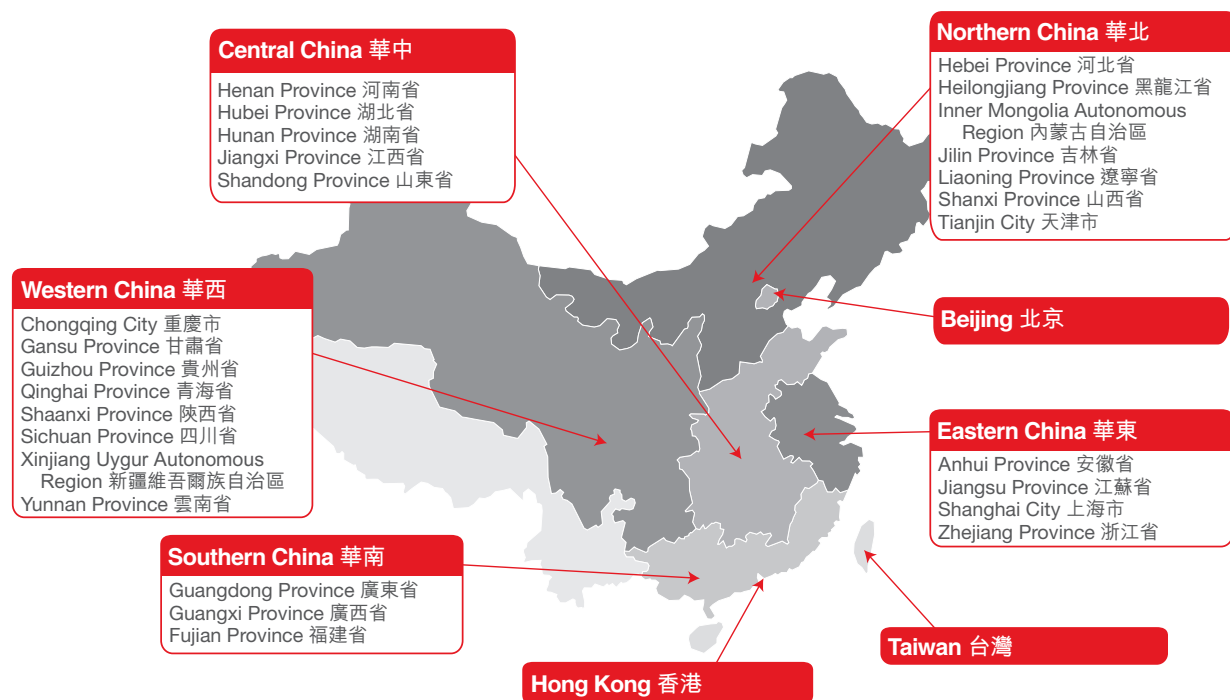 Central China 華中
Henan Province 河南省
Hubei Province 湖北省
Hunan Province 湖南省
Jiangxi Province 江西省
Shandong Province 山東省
Northern China 華北
Hebei Province 河北省
Heilongjiang Province 黑龍江省
Inner Mongolia Autonomous
Region 內蒙古自治區
Jilin Province 吉林省
Liaoning Province 遼寧省
Shanxi Province 山西省
Tianjin City 天津市
Western China 華西
Chongqing City 重慶市
Gansu Province 甘肅省
Guizhou Province 貴州省
Qinghai Province 青海省
Shaanxi Province 陝西省
Sichuan Province 四川省
Xinjiang Uygur Autonomous
Region 新疆維吾爾族自治區
Yunnan Province 雲南省
Beijing 北京
Eastern China 華東
Anhui Province 安徽省
Jiangsu Province 江蘇省
Shanghai City 上海市
Zhejiang Province 浙江省
Southern China 華南
Guangdong Province 廣東省
Guangxi Province 廣西省
Fujian Province 福建省
Taiwan 台灣
Hong Kong 香港